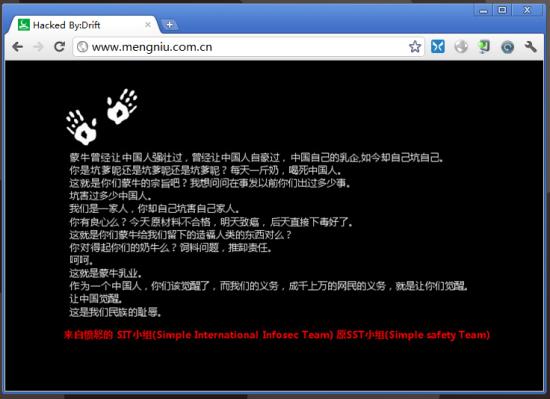 Hacked By:Drift
www.mengniu.com.cn
蒙牛曾经让中国人强壮过，曾经让中国人自豪过， 中国自己的乳企,如今却自己坑自己。
你是坑爹呢还是坑爹呢还是坑爹呢？每天一斤奶，喝死中国人。
这就是你们蒙牛的宗旨吧？我想问问在事发以前你们出过多少事。
坑害过多少中国人。
我们是一家人，你却自己坑害自己家人。
你有良心么？今天原材料不合格，明天致癌，后天直接下毒好了。
这就是你们蒙牛给我们留下的造福人类的东西对么？
你对得起你们的奶牛么？饲料问题，推卸责任。
呵呵。
这就是蒙牛乳业。
作为一个中国人，你们该觉醒了，而我们的义务，成千上万的网民的义务，就是让你们觉醒。
让中国觉醒。
这是我们民族的耻辱。
来自愤怒的 SIT小组(Simple International Infosec Team) 原SST小组(Simple safety Team)